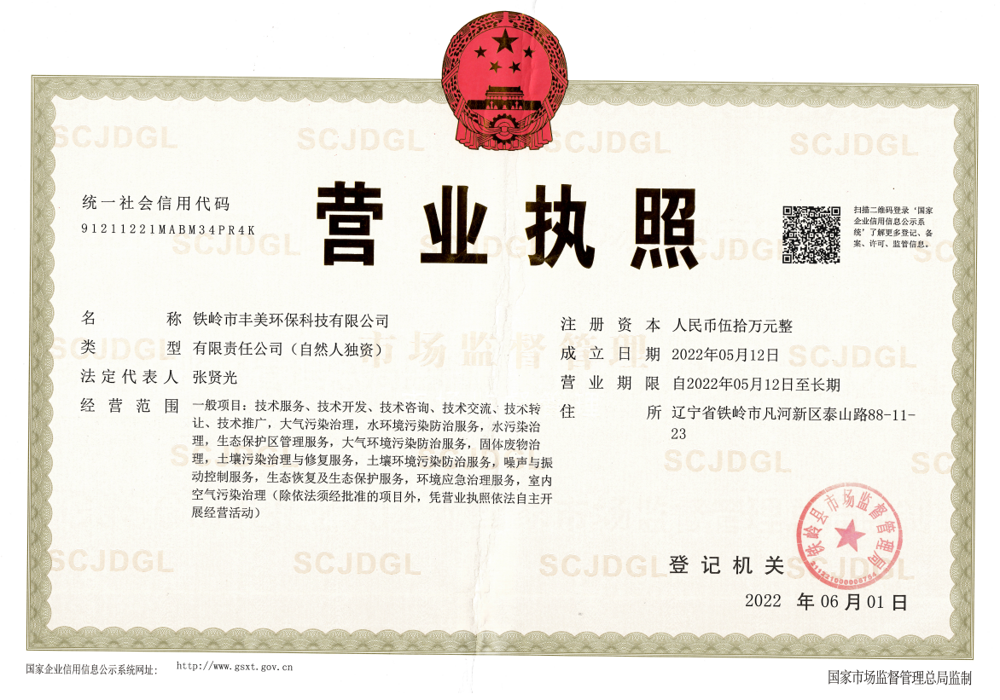 统一社会信用代码
91211221MABM34PR4K
营业执照
扫描二维码登录‘国家
企业信用信息公示系
统’了解更多登记、备
案、许可、监管信息。
名称 铁岭市丰美环保科技有限公司
类型 有限责任公司（自然人独资）
法定代表人 张贤光
经营范围 一般项目：技术服务、技术开发、技术咨询、技术交流、技术转
让、技术推广，大气污染治理，水环境污染防治服务，水污染治
理，生态保护区管理服务，大气环境污染防治服务，固体废物治
理，土壤污染治理与修复服务，土壤环境污染防治服务，噪声与振
动控制服务，生态恢复及生态保护服务，环境应急治理服务，室内
空气污染治理（除依法须经批准的项目外，凭营业执照依法自主开
展经营活动）
注册资本 人民币伍拾万元整
成立日期 2022年05月12日
营业期限 自2022年05月12日至长期
住所 辽宁省铁岭市凡河新区泰山路88-11-
23
SCJDGL
市场监督管理
铁岭县市场监督管理局
登记机关
2022 年 06 月 01 日
国家企业信用信息公示系统网址： http://www.gsxt.gov.cn
国家市场监督管理总局监制